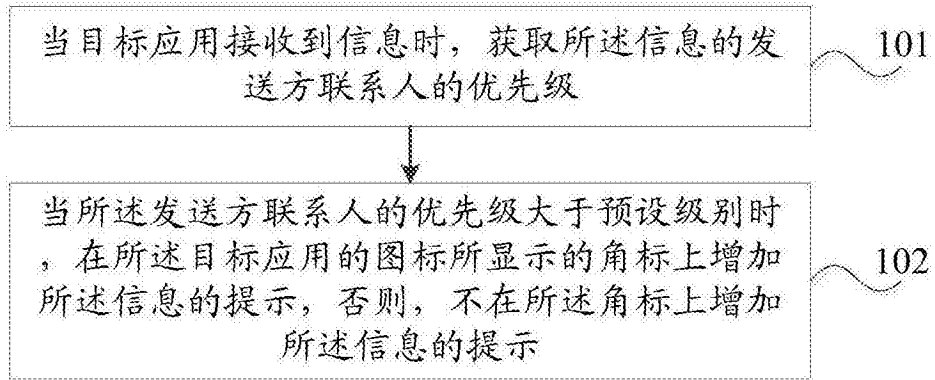 当目标应用接收到信息时，获取所述信息的发
送方联系人的优先级
101
当所述发送方联系人的优先级大于预设级别时
，在所述目标应用的图标所显示的角标上增加
所述信息的提示，否则，不在所述角标上增加
所述信息的提示
102